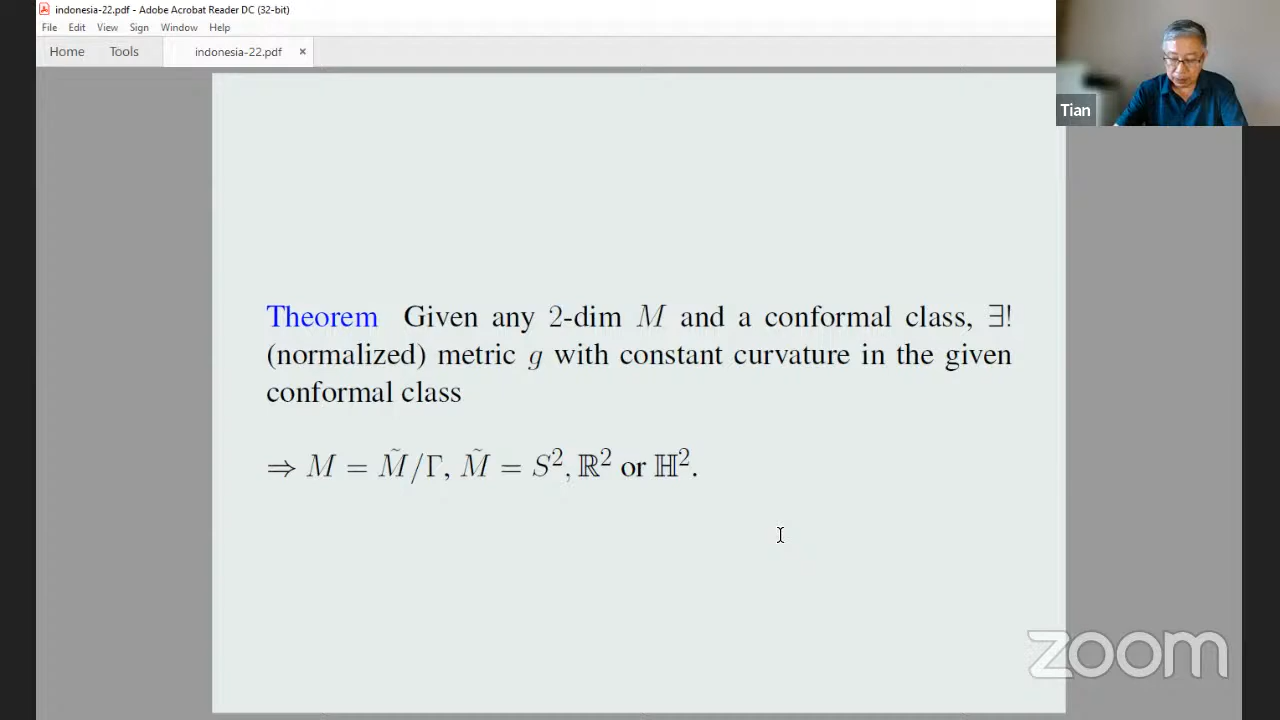 indonesia-22.pdf - Adobe Acrobat Reader DC (32-bit)
File Edit View Sign Window Help
Home Tools indonesia-22.pdf ×
Tian
Theorem Given any 2-dim M and a conformal class, ∃!
(normalized) metric g with constant curvature in the given
conformal class
⇒ M = M̃/Γ, M̃ = S², ℝ² or ℍ².
zoom